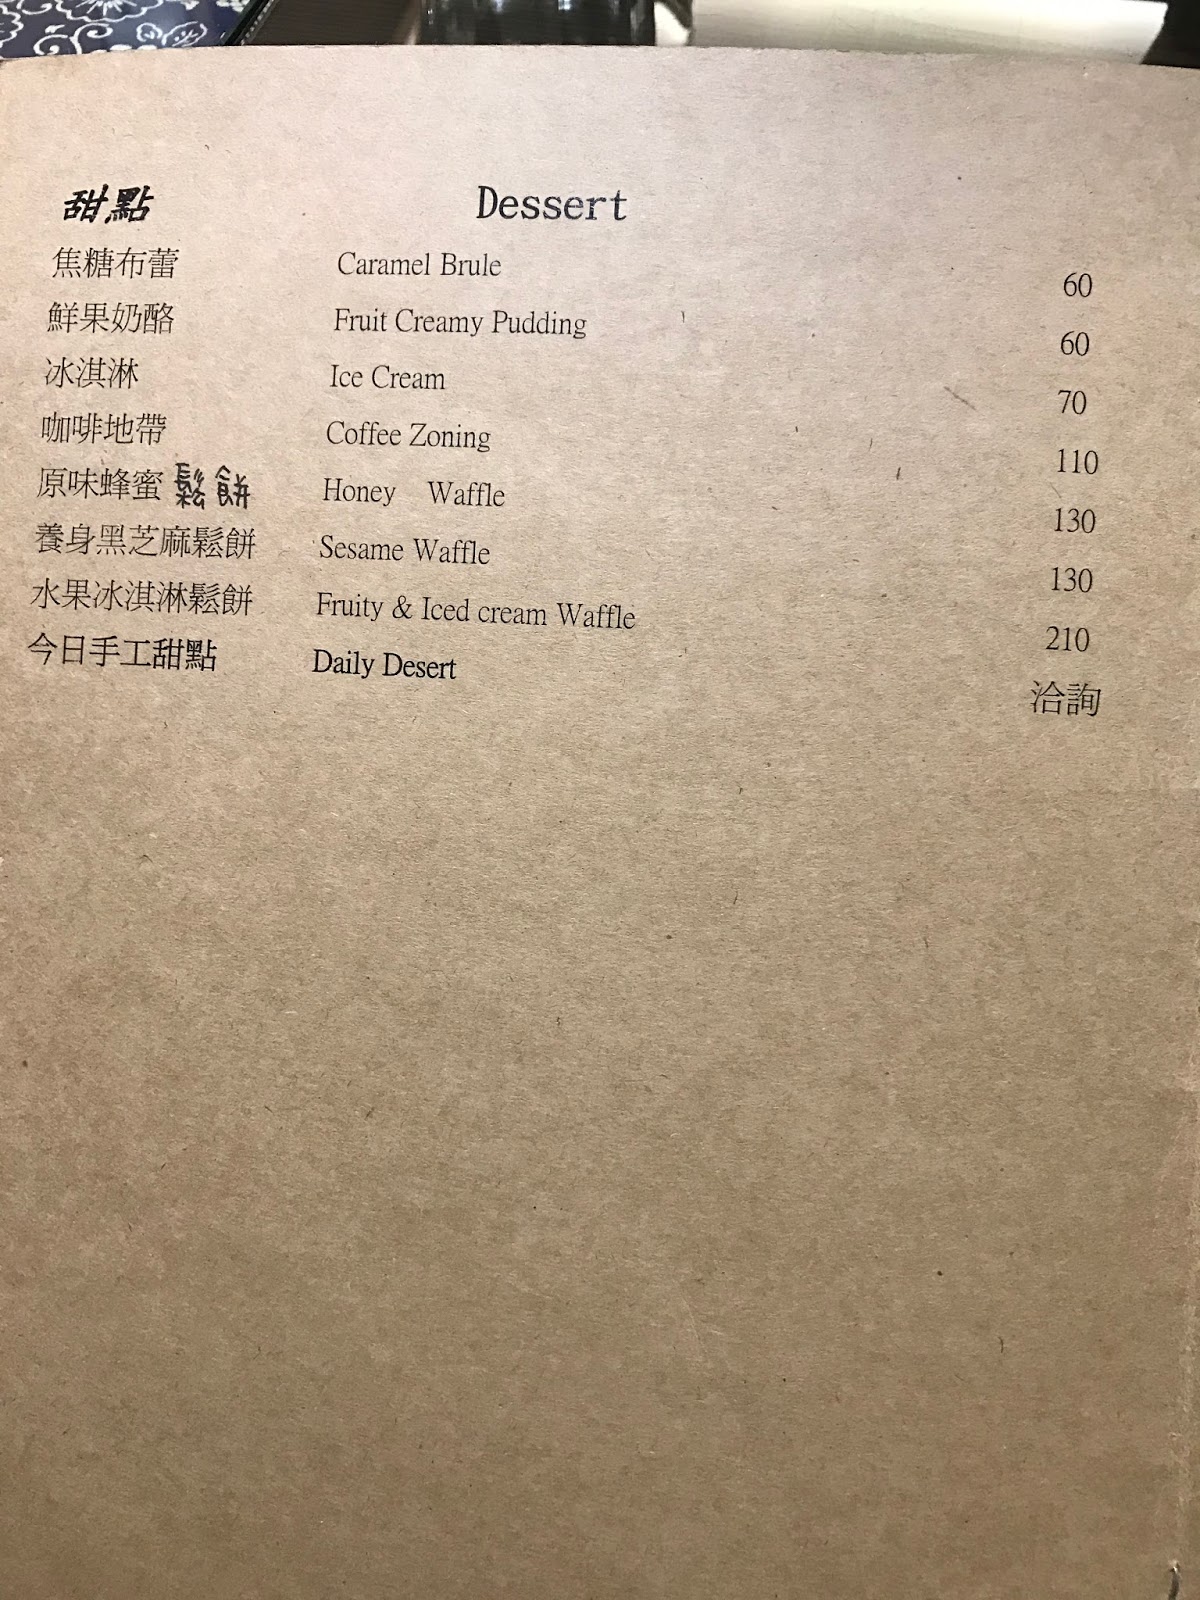 甜點 Dessert
焦糖布蕾 Caramel Brule 60
鮮果奶酪 Fruit Creamy Pudding 60
冰淇淋 Ice Cream 70
咖啡地帶 Coffee Zoning 110
原味蜂蜜鬆餅 Honey Waffle 130
養身黑芝麻鬆餅 Sesame Waffle 130
水果冰淇淋鬆餅 Fruity & Iced cream Waffle 210
今日手工甜點 Daily Desert 洽詢